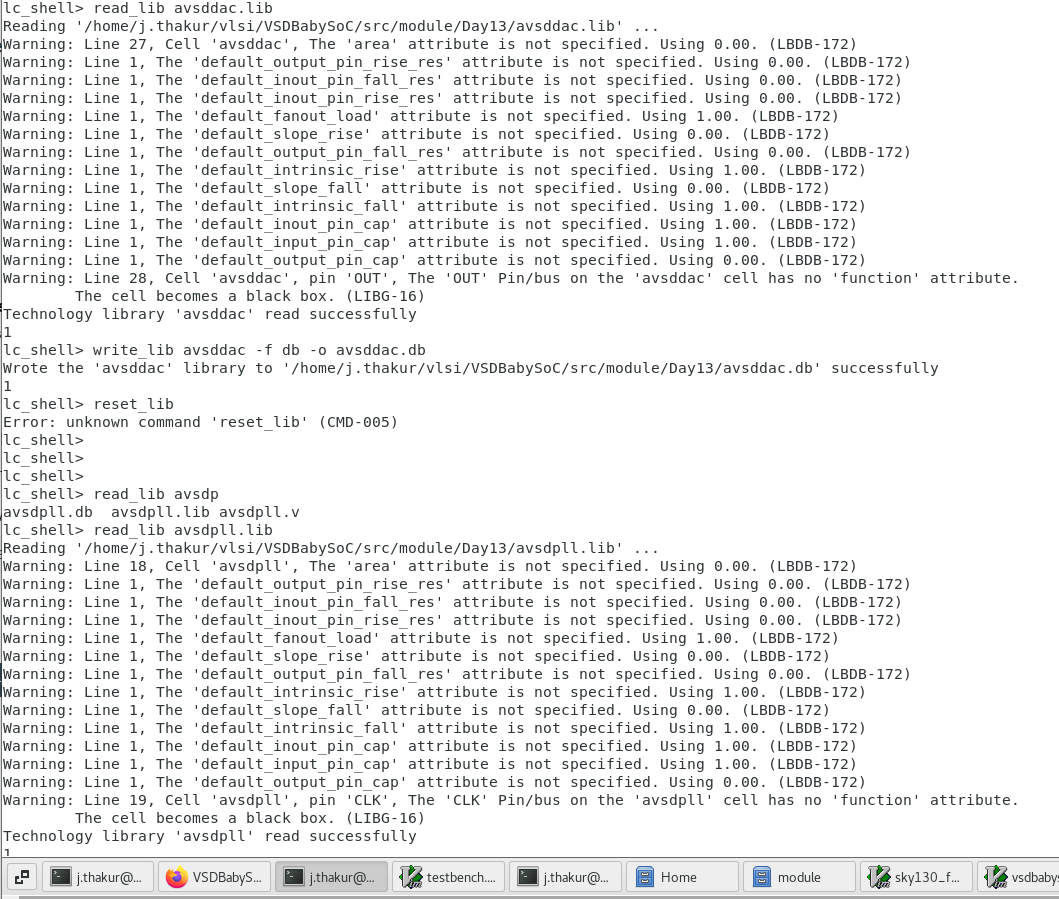 lc_shell> read_lib avsddac.lib
Reading '/home/j.thakur/vlsi/VSDBabySoC/src/module/Day13/avsddac.lib' ...
Warning: Line 27, Cell 'avsddac', The 'area' attribute is not specified. Using 0.00. (LBDB-172)
Warning: Line 1, The 'default_output_pin_rise_res' attribute is not specified. Using 0.00. (LBDB-172)
Warning: Line 1, The 'default_inout_pin_fall_res' attribute is not specified. Using 0.00. (LBDB-172)
Warning: Line 1, The 'default_inout_pin_rise_res' attribute is not specified. Using 0.00. (LBDB-172)
Warning: Line 1, The 'default_fanout_load' attribute is not specified. Using 1.00. (LBDB-172)
Warning: Line 1, The 'default_slope_rise' attribute is not specified. Using 0.00. (LBDB-172)
Warning: Line 1, The 'default_output_pin_fall_res' attribute is not specified. Using 0.00. (LBDB-172)
Warning: Line 1, The 'default_intrinsic_rise' attribute is not specified. Using 1.00. (LBDB-172)
Warning: Line 1, The 'default_slope_fall' attribute is not specified. Using 0.00. (LBDB-172)
Warning: Line 1, The 'default_intrinsic_fall' attribute is not specified. Using 1.00. (LBDB-172)
Warning: Line 1, The 'default_inout_pin_cap' attribute is not specified. Using 1.00. (LBDB-172)
Warning: Line 1, The 'default_input_pin_cap' attribute is not specified. Using 1.00. (LBDB-172)
Warning: Line 1, The 'default_output_pin_cap' attribute is not specified. Using 0.00. (LBDB-172)
Warning: Line 28, Cell 'avsddac', pin 'OUT', The 'OUT' Pin/bus on the 'avsddac' cell has no 'function' attribute.
The cell becomes a black box. (LIBG-16)
Technology library 'avsddac' read successfully
1
lc_shell> write_lib avsddac -f db -o avsddac.db
Wrote the 'avsddac' library to '/home/j.thakur/vlsi/VSDBabySoC/src/module/Day13/avsddac.db' successfully
1
lc_shell> reset_lib
Error: unknown command 'reset_lib' (CMD-005)
lc_shell>
lc_shell>
lc_shell>
lc_shell> read_lib avsdp
avsdpll.db  avsdpll.lib avsdpll.v
lc_shell> read_lib avsdpll.lib
Reading '/home/j.thakur/vlsi/VSDBabySoC/src/module/Day13/avsdpll.lib' ...
Warning: Line 18, Cell 'avsdpll', The 'area' attribute is not specified. Using 0.00. (LBDB-172)
Warning: Line 1, The 'default_output_pin_rise_res' attribute is not specified. Using 0.00. (LBDB-172)
Warning: Line 1, The 'default_inout_pin_fall_res' attribute is not specified. Using 0.00. (LBDB-172)
Warning: Line 1, The 'default_inout_pin_rise_res' attribute is not specified. Using 0.00. (LBDB-172)
Warning: Line 1, The 'default_fanout_load' attribute is not specified. Using 1.00. (LBDB-172)
Warning: Line 1, The 'default_slope_rise' attribute is not specified. Using 0.00. (LBDB-172)
Warning: Line 1, The 'default_output_pin_fall_res' attribute is not specified. Using 0.00. (LBDB-172)
Warning: Line 1, The 'default_intrinsic_rise' attribute is not specified. Using 1.00. (LBDB-172)
Warning: Line 1, The 'default_slope_fall' attribute is not specified. Using 0.00. (LBDB-172)
Warning: Line 1, The 'default_intrinsic_fall' attribute is not specified. Using 1.00. (LBDB-172)
Warning: Line 1, The 'default_inout_pin_cap' attribute is not specified. Using 1.00. (LBDB-172)
Warning: Line 1, The 'default_input_pin_cap' attribute is not specified. Using 1.00. (LBDB-172)
Warning: Line 1, The 'default_output_pin_cap' attribute is not specified. Using 0.00. (LBDB-172)
Warning: Line 19, Cell 'avsdpll', pin 'CLK', The 'CLK' Pin/bus on the 'avsdpll' cell has no 'function' attribute.
The cell becomes a black box. (LIBG-16)
Technology library 'avsdpll' read successfully
1
j.thakur@... VSDBabyS... j.thakur@... testbench.... j.thakur@... Home module sky130_f... vsdbabys